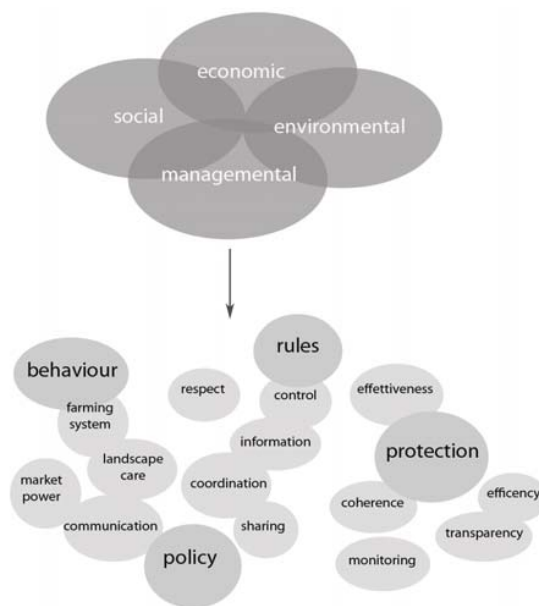 economic
social
environmental
managemental
rules
behaviour
respect
control
effettiveness
farming
system
information
protection
landscape
care
market
power
coordination
coherence
efficency
communication
sharing
transparency
policy
monitoring